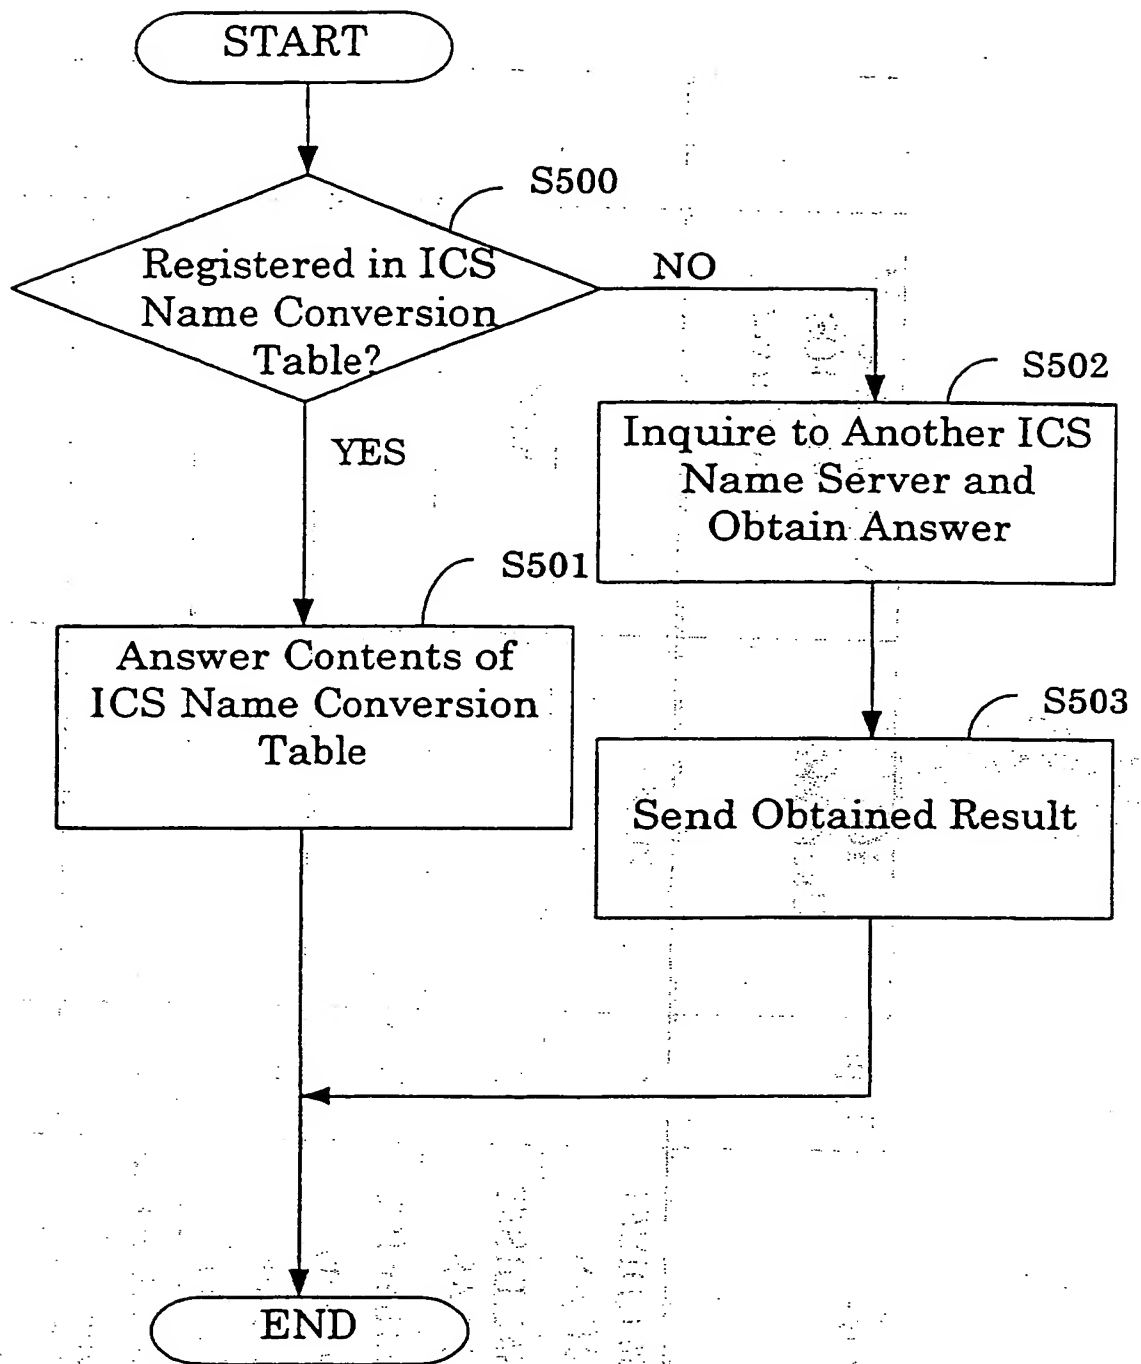 START
S500
Registered in ICS
Name Conversion
Table?
NO
YES
S502
Inquire to Another ICS
Name Server and
Obtain Answer
S501
Answer Contents of
ICS Name Conversion
Table
S503
Send Obtained Result
END